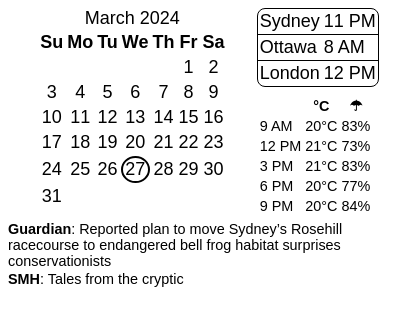 March 2024
Su Mo Tu We Th Fr Sa
1 2
3 4 5 6 7 8 9
10 11 12 13 14 15 16
17 18 19 20 21 22 23
24 25 26 27 28 29 30
31
Sydney 11 PM
Ottawa 8 AM
London 12 PM
°C ☂
9 AM 20°C 83%
12 PM 21°C 73%
3 PM 21°C 83%
6 PM 20°C 77%
9 PM 20°C 84%
Guardian: Reported plan to move Sydney’s Rosehill
racecourse to endangered bell frog habitat surprises
conservationists
SMH: Tales from the cryptic